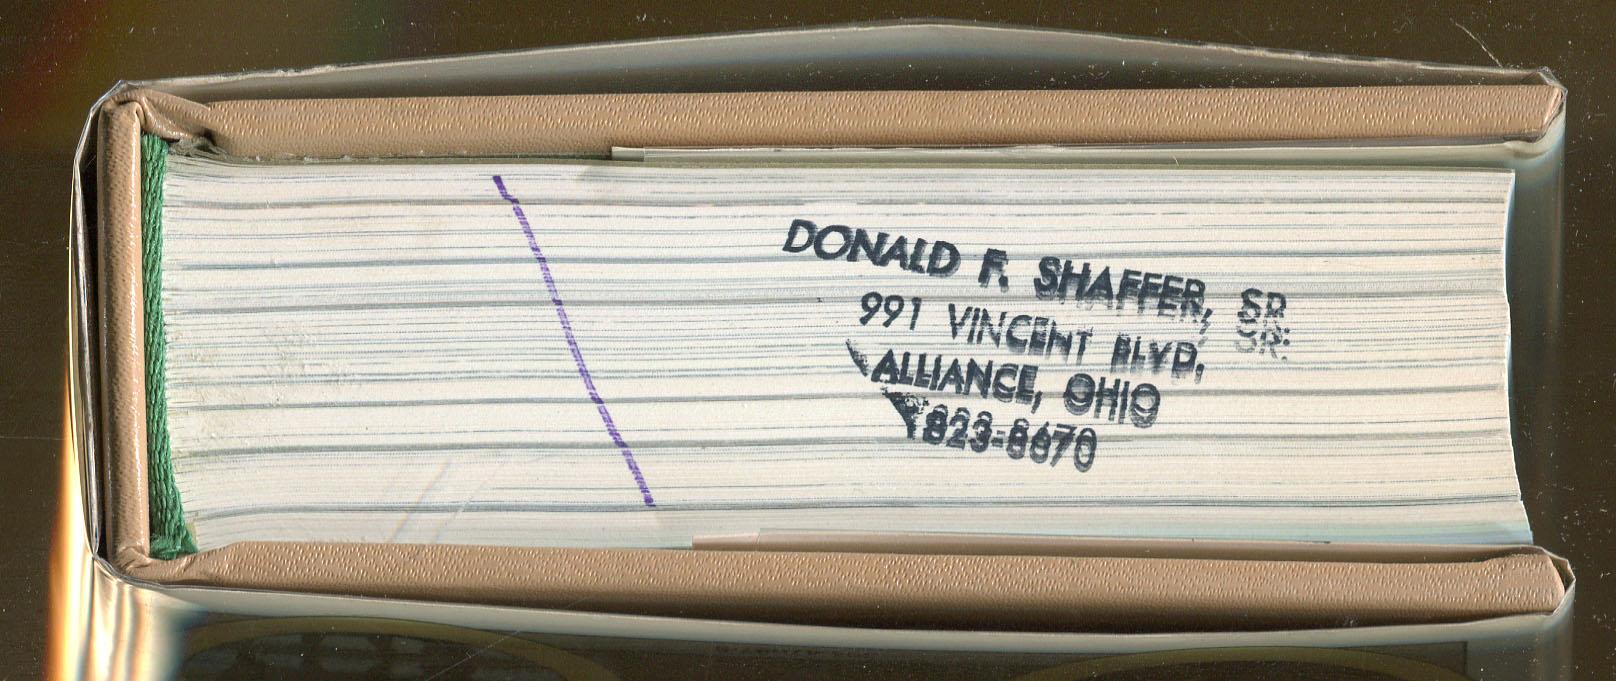 DONALD F. SHAFFER, SR.
991 VINCENT BLVD.
ALLIANCE, OHIO
823-8670